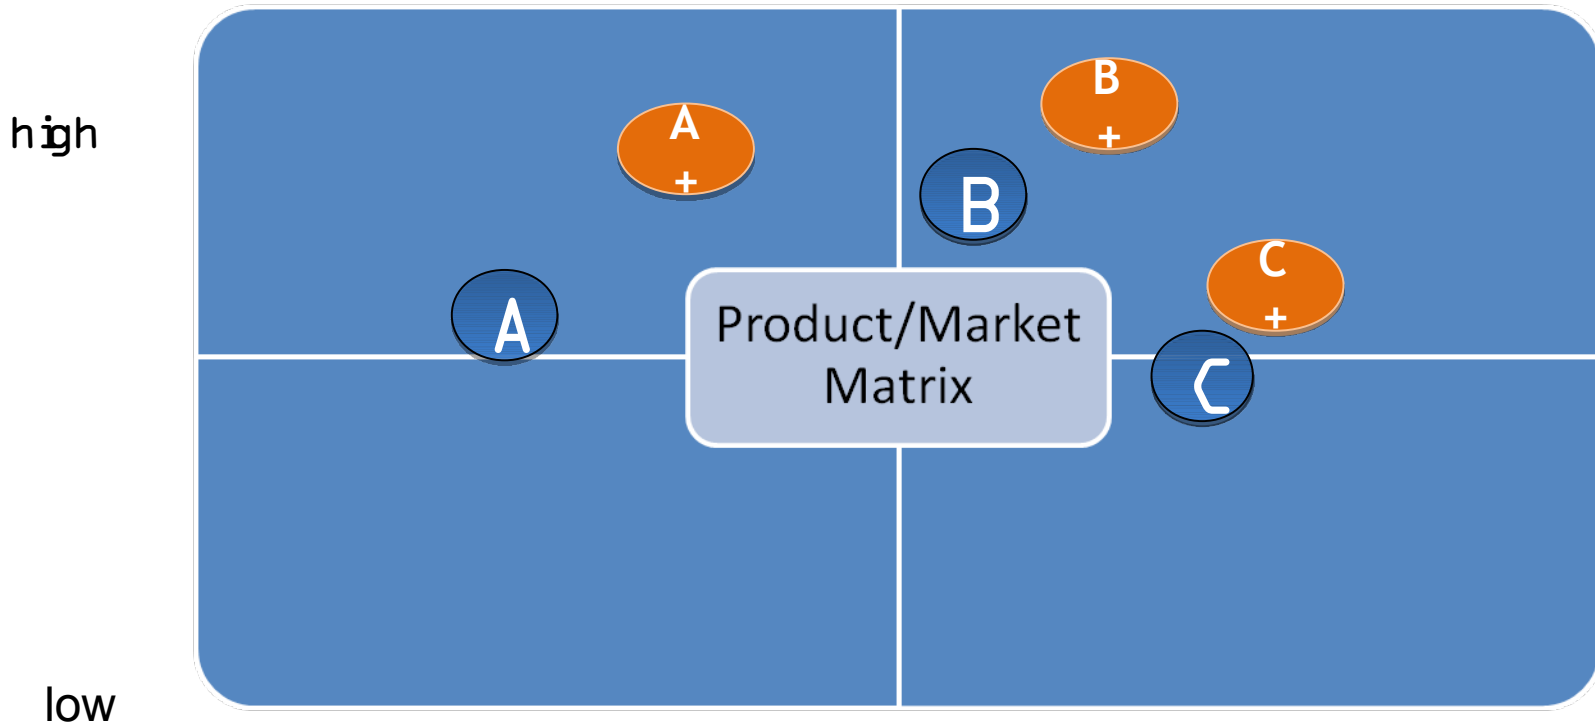 high
A
+
B
+
B
C
+
A
Product/Market
Matrix
C
low